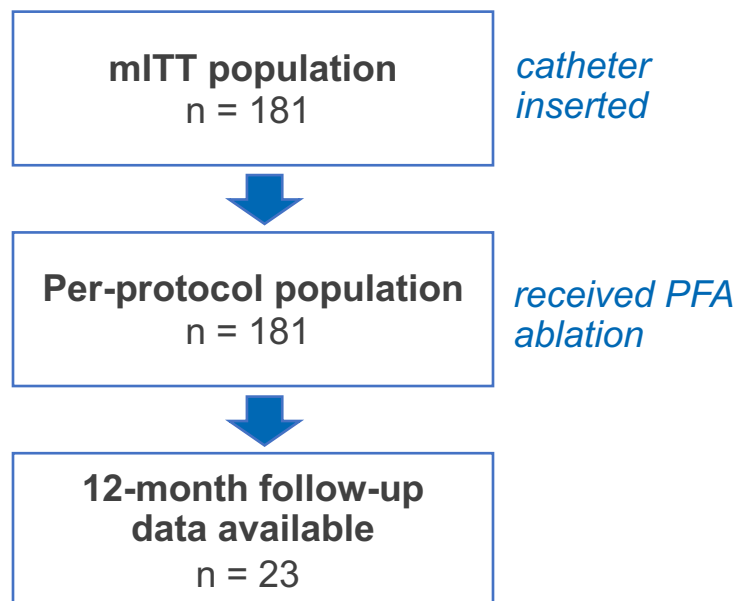 mITT population
n = 181
catheter
inserted
Per-protocol population
n = 181
received PFA
ablation
12-month follow-up
data available
n = 23